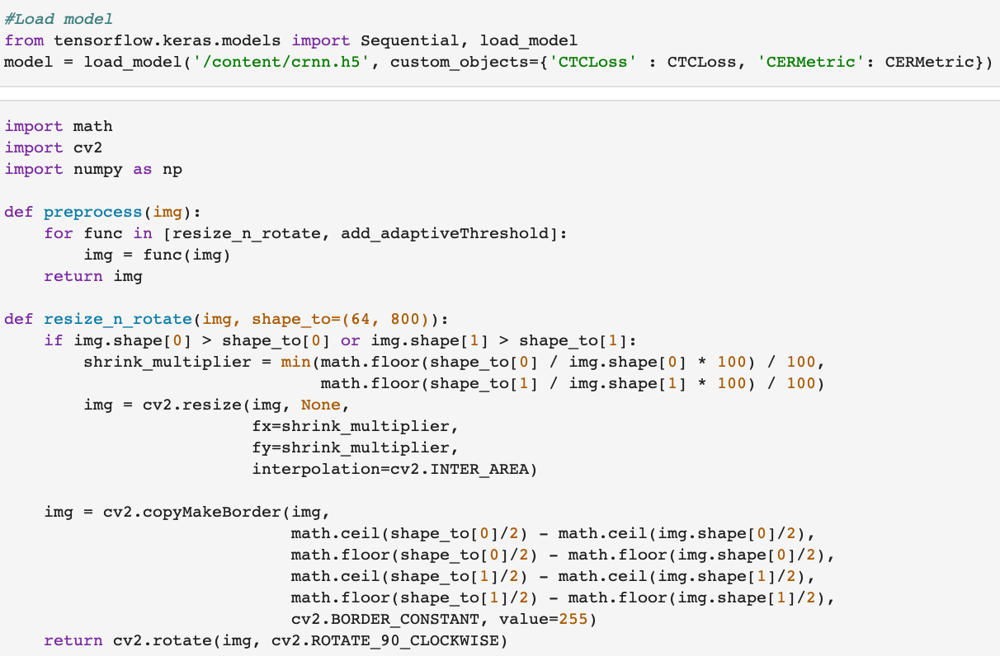 #Load model
from tensorflow.keras.models import Sequential, load_model
model = load_model('/content/crnn.h5', custom_objects={'CTCLoss' : CTCLoss, 'CERMetric': CERMetric})
import math
import cv2
import numpy as np
def preprocess(img):
    for func in [resize_n_rotate, add_adaptiveThreshold]:
        img = func(img)
    return img
def resize_n_rotate(img, shape_to=(64, 800)):
    if img.shape[0] > shape_to[0] or img.shape[1] > shape_to[1]:
        shrink_multiplier = min(math.floor(shape_to[0] / img.shape[0] * 100) / 100,
                                math.floor(shape_to[1] / img.shape[1] * 100) / 100)
        img = cv2.resize(img, None,
                         fx=shrink_multiplier,
                         fy=shrink_multiplier,
                         interpolation=cv2.INTER_AREA)
    img = cv2.copyMakeBorder(img,
                             math.ceil(shape_to[0]/2) - math.ceil(img.shape[0]/2),
                             math.floor(shape_to[0]/2) - math.floor(img.shape[0]/2),
                             math.ceil(shape_to[1]/2) - math.ceil(img.shape[1]/2),
                             math.floor(shape_to[1]/2) - math.floor(img.shape[1]/2),
                             cv2.BORDER_CONSTANT, value=255)
    return cv2.rotate(img, cv2.ROTATE_90_CLOCKWISE)